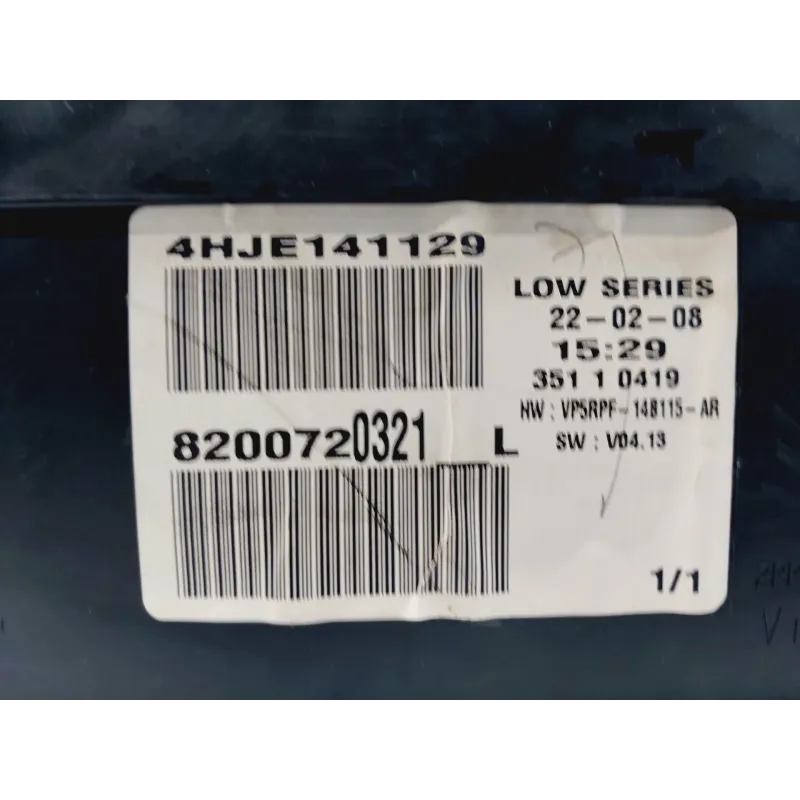 4HJE141129
LOW SERIES
22-02-08
15:29
351 1 0419
HW : VP5RPF-14B115-AR
SW : V04.13
8200720321 L
1/1